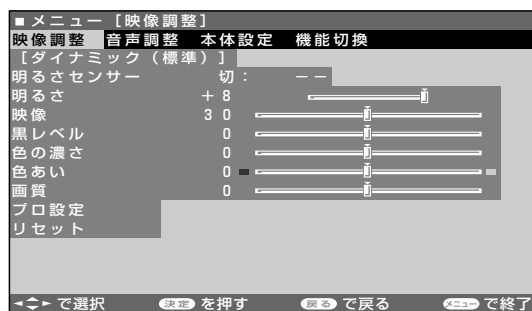 ■メニュー［映像調整］
映像調整 音声調整 本体設定 機能切換
［ダイナミック（標準）］
明るさセンサー 切： −−
明るさ ＋８
映像 ３０
黒レベル ０
色の濃さ ０
色あい ０
画質 ０
プロ設定
リセット
で選択 決定 を押す 戻る で戻る メニュー で終了